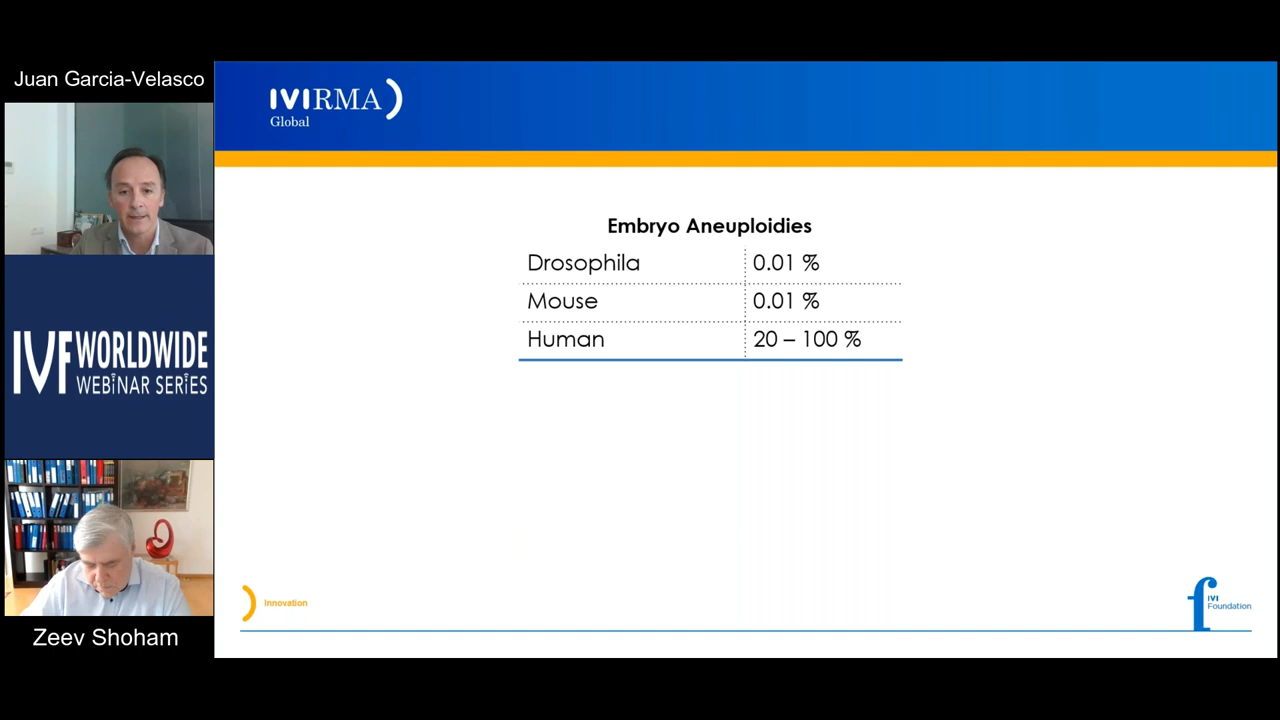 Juan Garcia-Velasco
IVIRMA
Global
IVF WORLDWIDE
WEBINAR SERIES
Zeev Shoham
Embryo Aneuploidies
Drosophila 0.01 %
Mouse 0.01 %
Human 20 – 100 %
Innovation
f IVI
Foundation